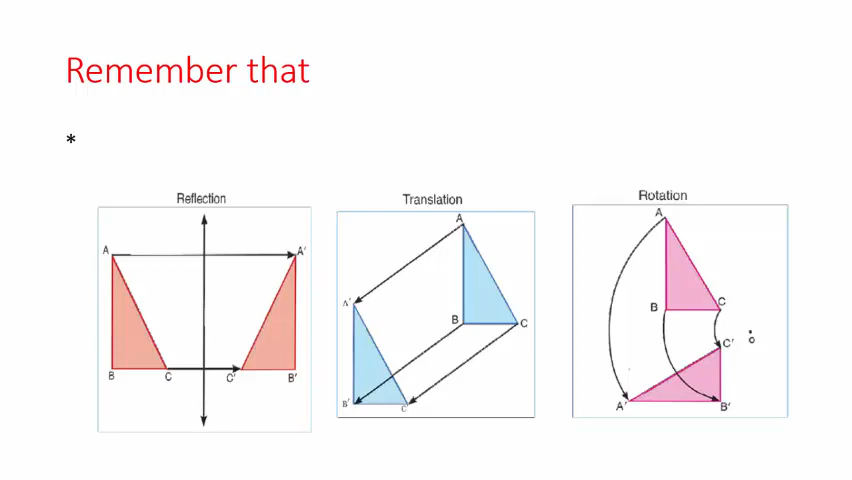 Remember that
*
Reflection
A
A'
B
C
C'
B'
Translation
A
A'
B
C
B'
C'
Rotation
A
B
C
C'
o
A'
B'